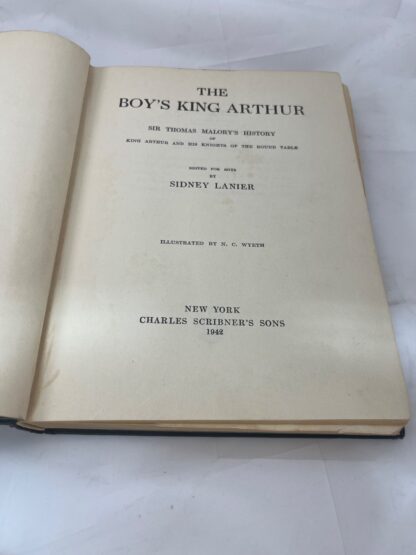 THE
BOY'S KING ARTHUR
SIR THOMAS MALORY'S HISTORY
OF
KING ARTHUR AND HIS KNIGHTS OF THE ROUND TABLE
EDITED FOR BOYS
BY
SIDNEY LANIER
ILLUSTRATED BY N. C. WYETH
NEW YORK
CHARLES SCRIBNER'S SONS
1942